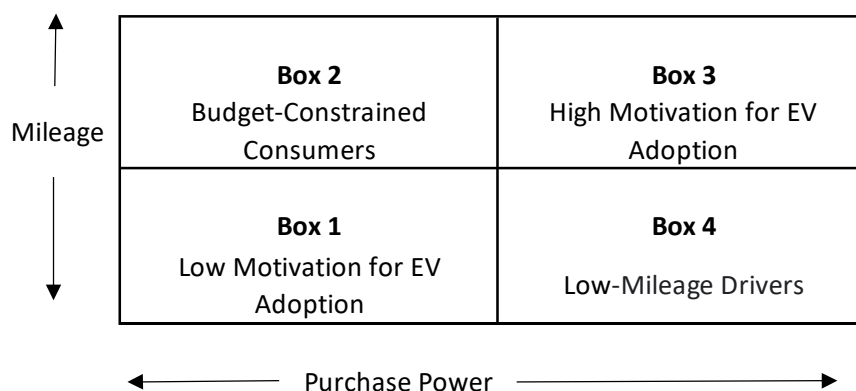 Box 2
Budget-Constrained
Consumers
Box 3
High Motivation for EV
Adoption
Mileage
Box 1
Low Motivation for EV
Adoption
Box 4
Low-Mileage Drivers
Purchase Power